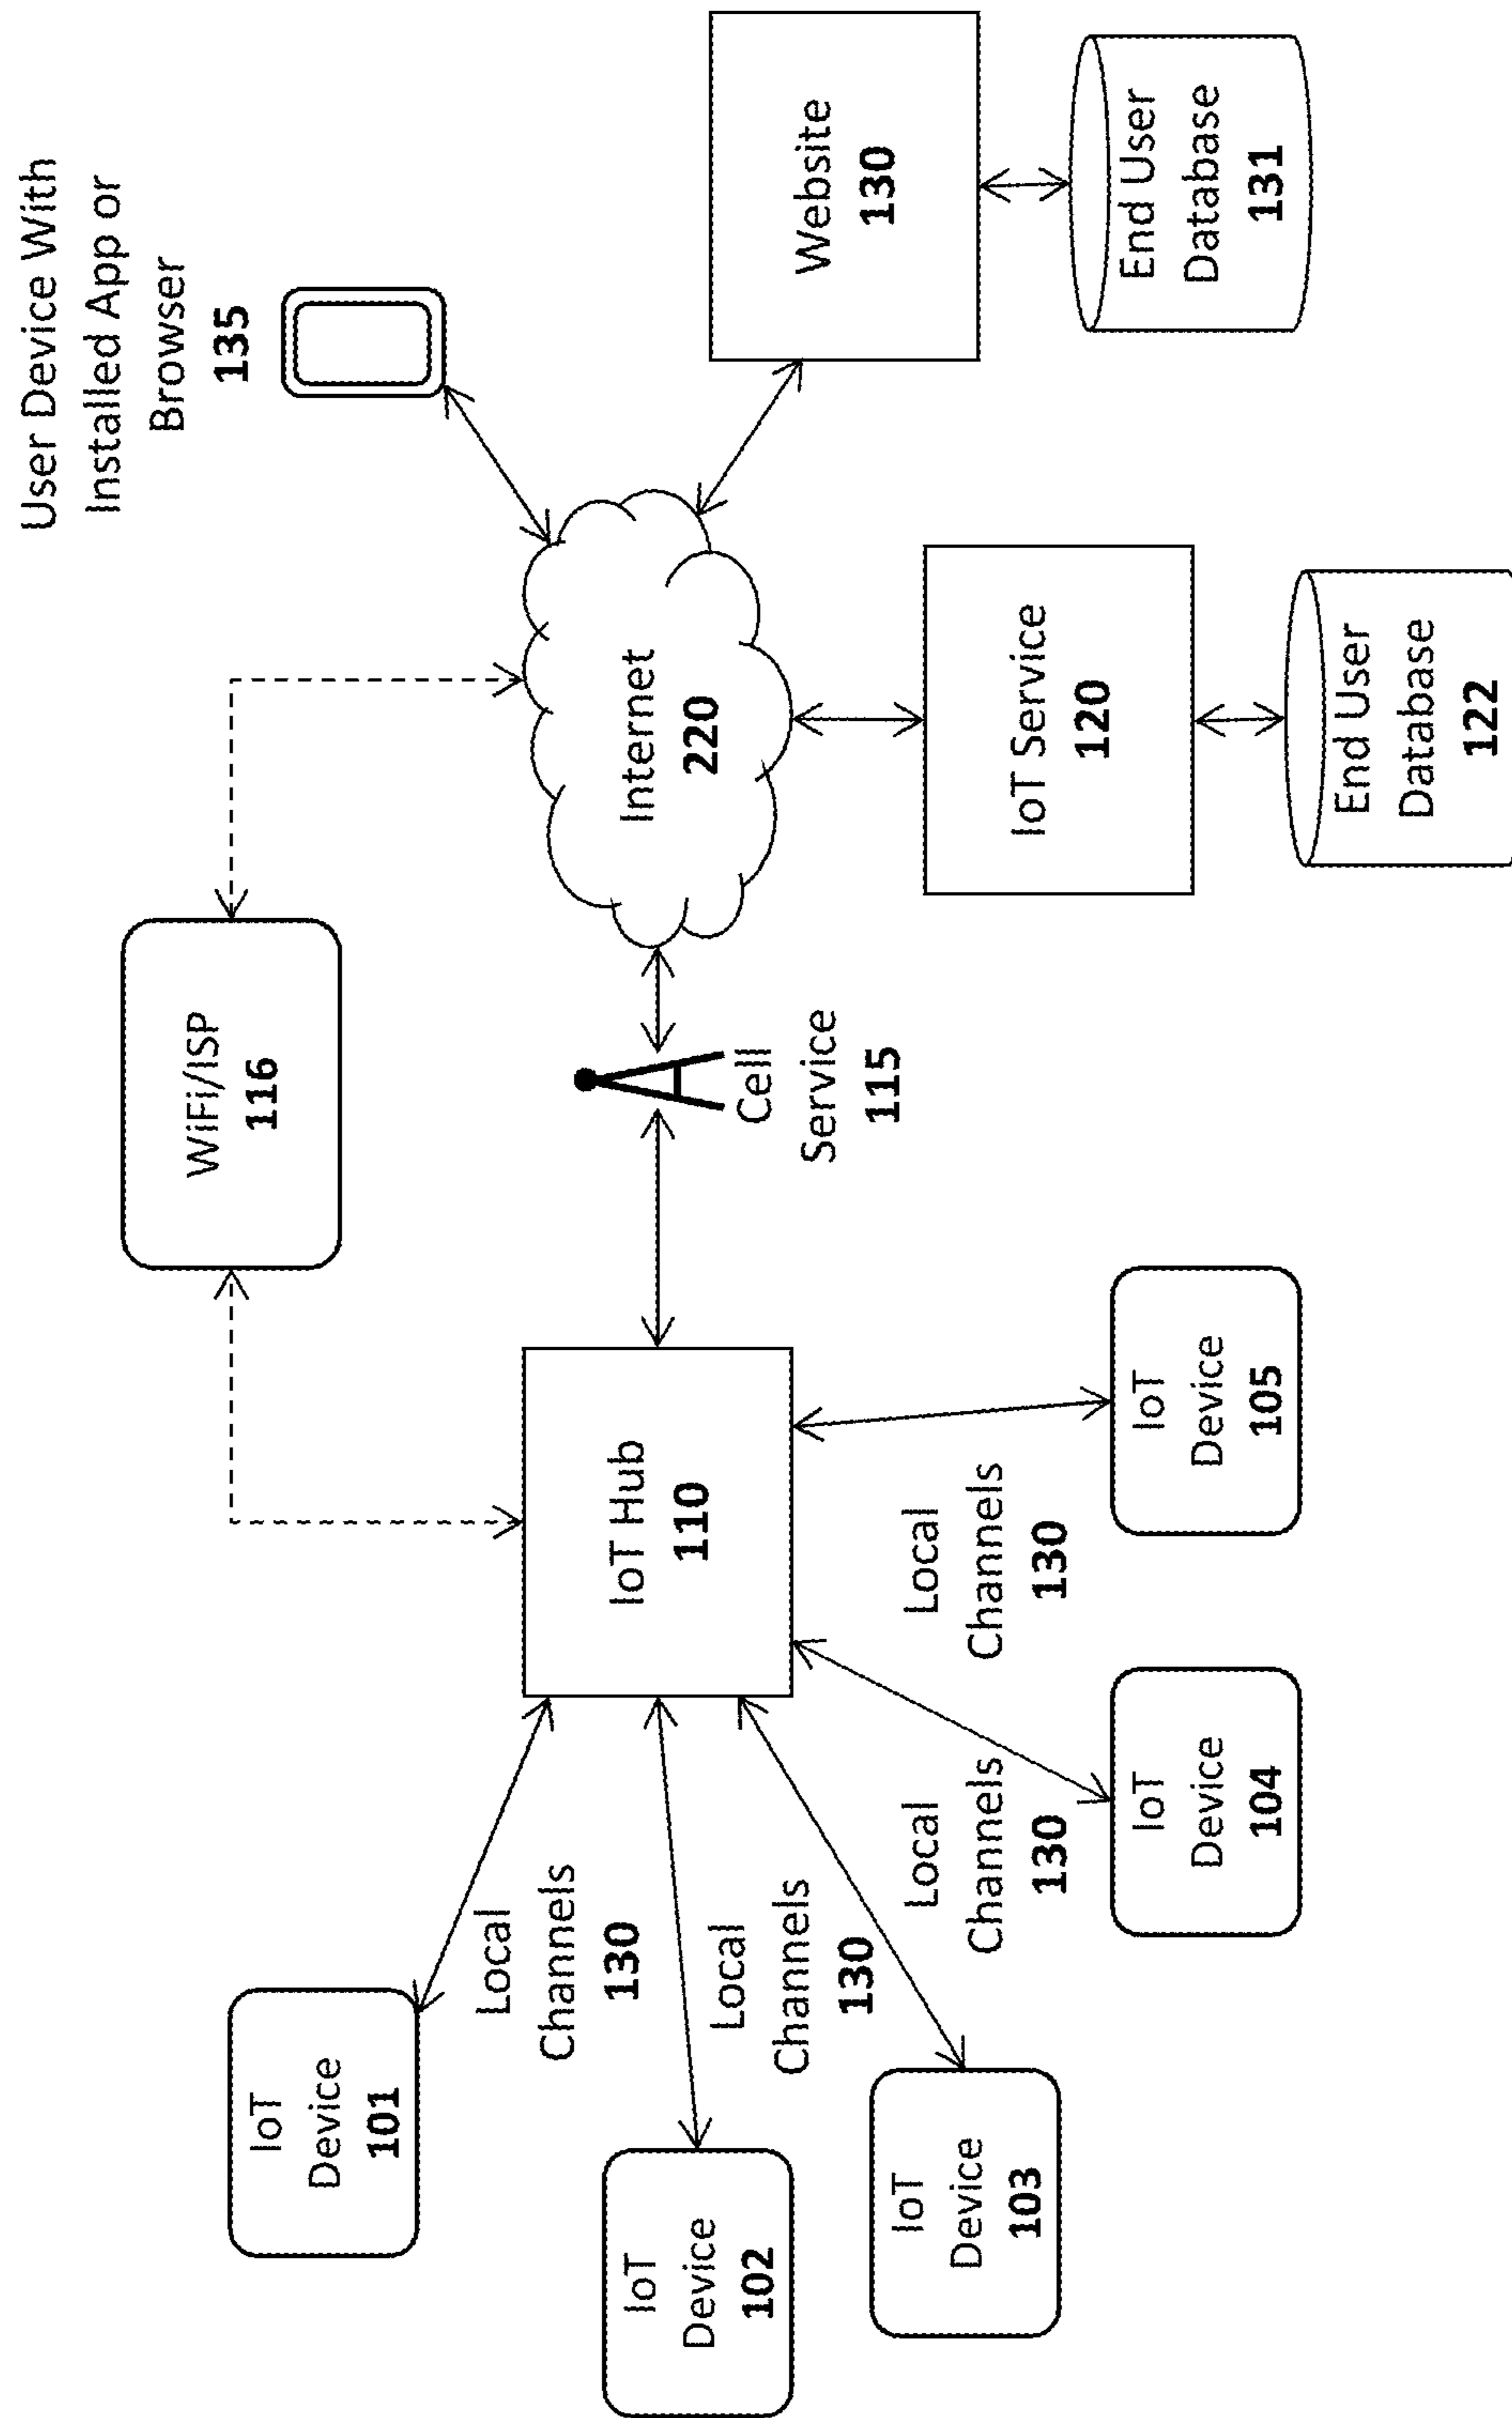 User Device With
Installed App or
Browser
135
WiFi/ISP
116
IoT
Device
101
Local
Channels
130
IoT
Device
102
Local
Channels
130
IoT
Device
103
IoT Hub
110
Cell
Service
115
Internet
220
Website
130
End User
Database
131
Local
Channels
130
IoT
Device
104
Local
Channels
130
IoT
Device
105
IoT Service
120
End User
Database
122